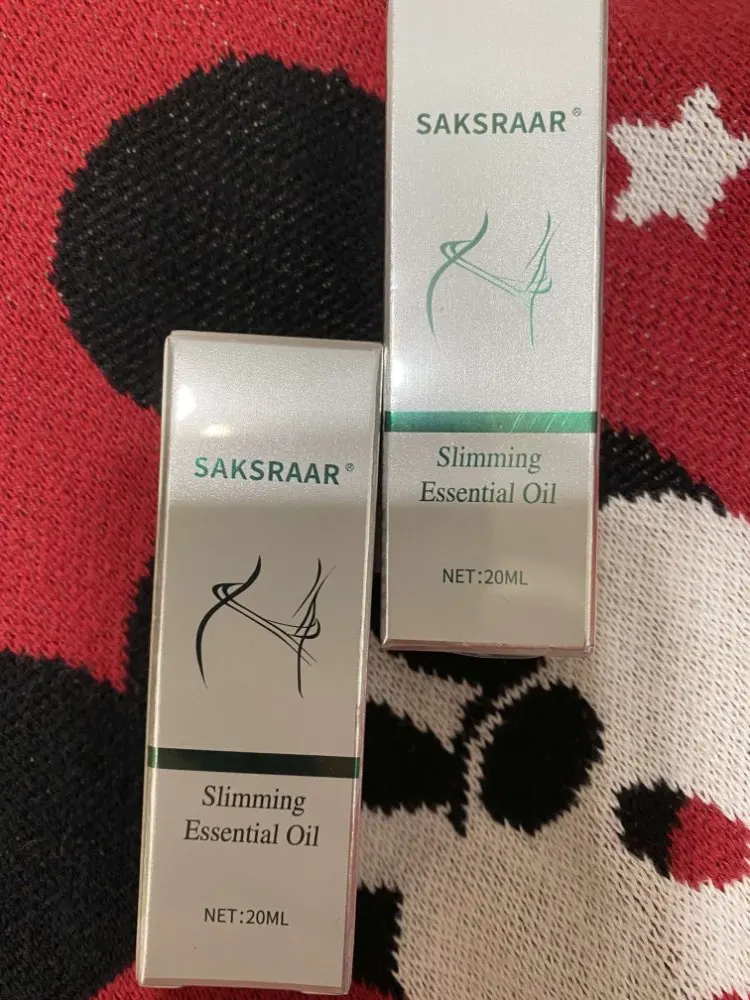 SAKSRAAR®
Slimming
Essential Oil
NET:20ML
SAKSRAAR®
Slimming
Essential Oil
NET:20ML